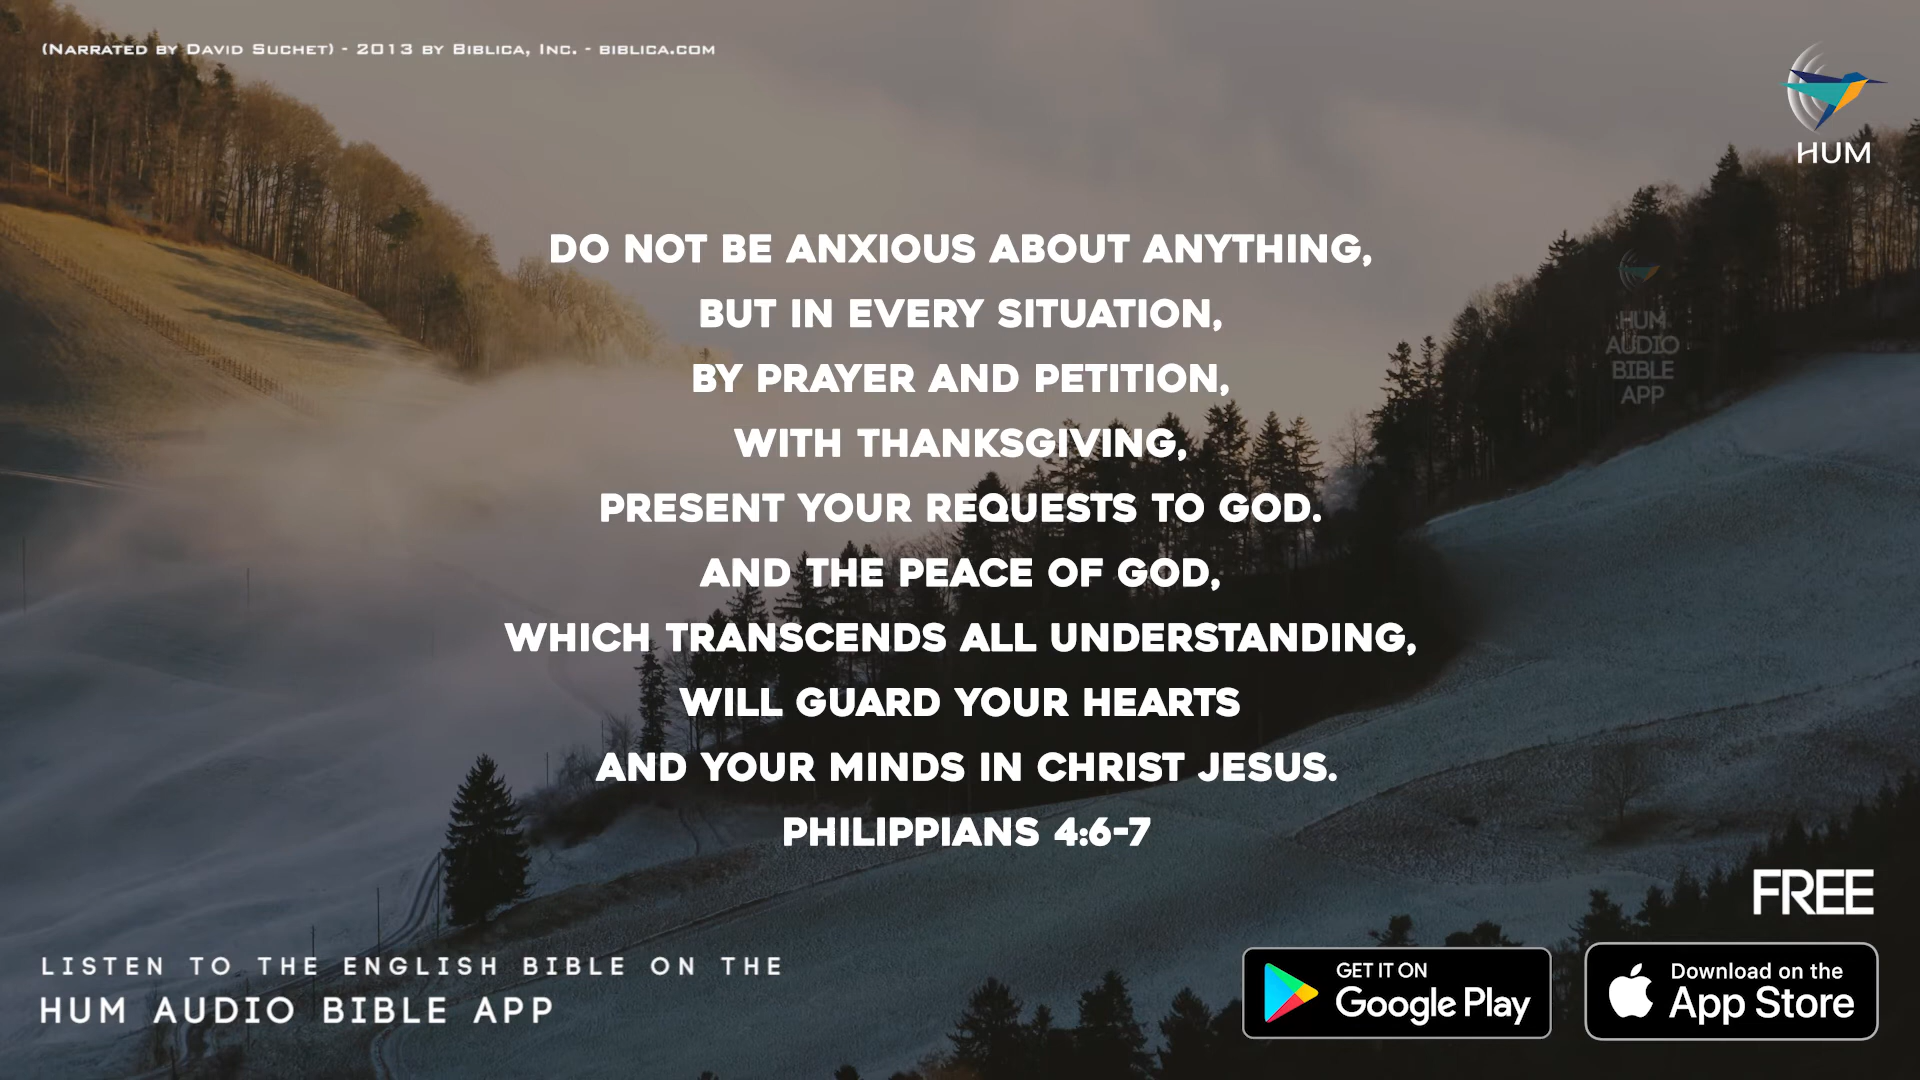 (NARRATED BY DAVID SUCHET) - 2013 BY BIBLICA, INC. - BIBLICA.COM
HUM
DO NOT BE ANXIOUS ABOUT ANYTHING,
BUT IN EVERY SITUATION,
BY PRAYER AND PETITION,
WITH THANKSGIVING,
PRESENT YOUR REQUESTS TO GOD.
AND THE PEACE OF GOD,
WHICH TRANSCENDS ALL UNDERSTANDING,
WILL GUARD YOUR HEARTS
AND YOUR MINDS IN CHRIST JESUS.
PHILIPPIANS 4:6-7
HUM
AUDIO
BIBLE
APP
FREE
LISTEN TO THE ENGLISH BIBLE ON THE
HUM AUDIO BIBLE APP
GET IT ON
Google Play
Download on the
App Store